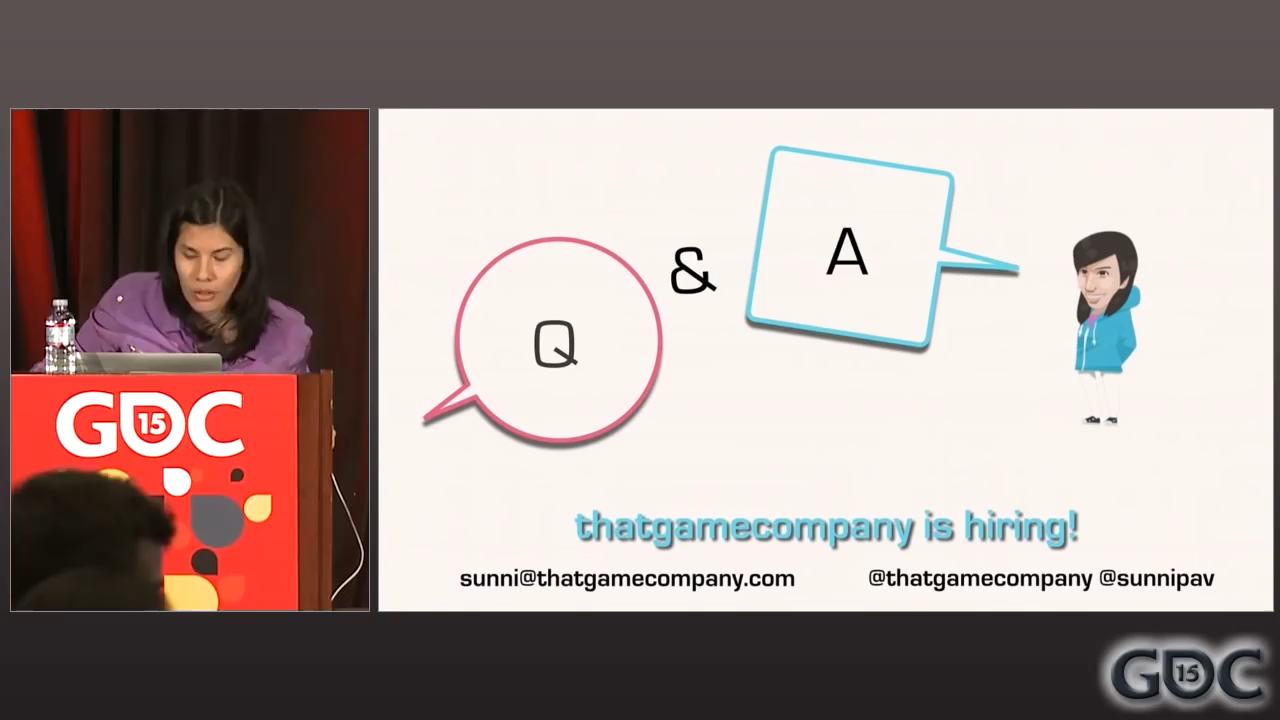 Q & A
thatgamecompany is hiring!
sunni@thatgamecompany.com @thatgamecompany @sunnipav
GDC 15
GDC 15